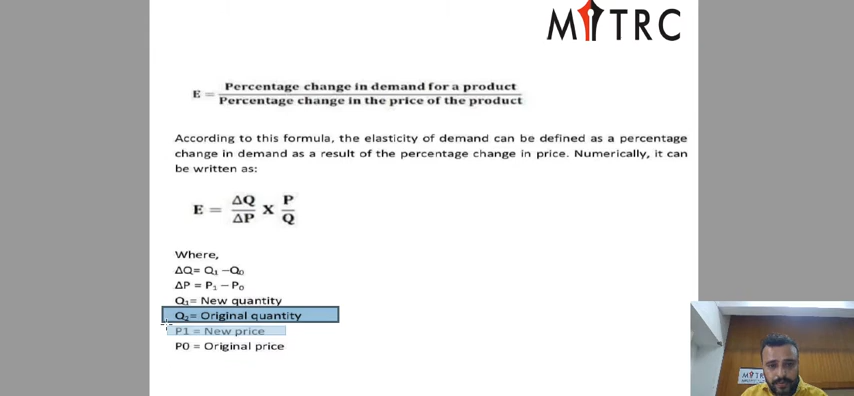 MITRC
E = Percentage change in demand for a product
Percentage change in the price of the product
According to this formula, the elasticity of demand can be defined as a percentage
change in demand as a result of the percentage change in price. Numerically, it can
be written as:
E = ΔQ/ΔP X P/Q
Where,
ΔQ= Q₁ –Q₀
ΔP = P₁ – P₀
Q₁= New quantity
Q₂= Original quantity
P1 = New price
P0 = Original price
MITR